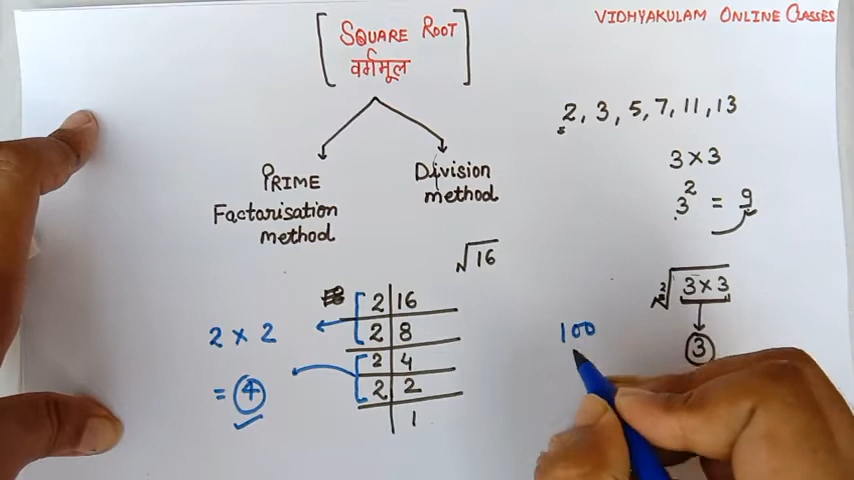 VIDHYAKULAM ONLINE CLASSES
SQUARE ROOT
वर्गमूल
PRIME
Factorisation
method
Division
method
2, 3, 5, 7, 11, 13
3×3
3² = 9
√16
²√3×3
3
2 16
2 8
2 4
2 2
1
2 × 2
= 4
100